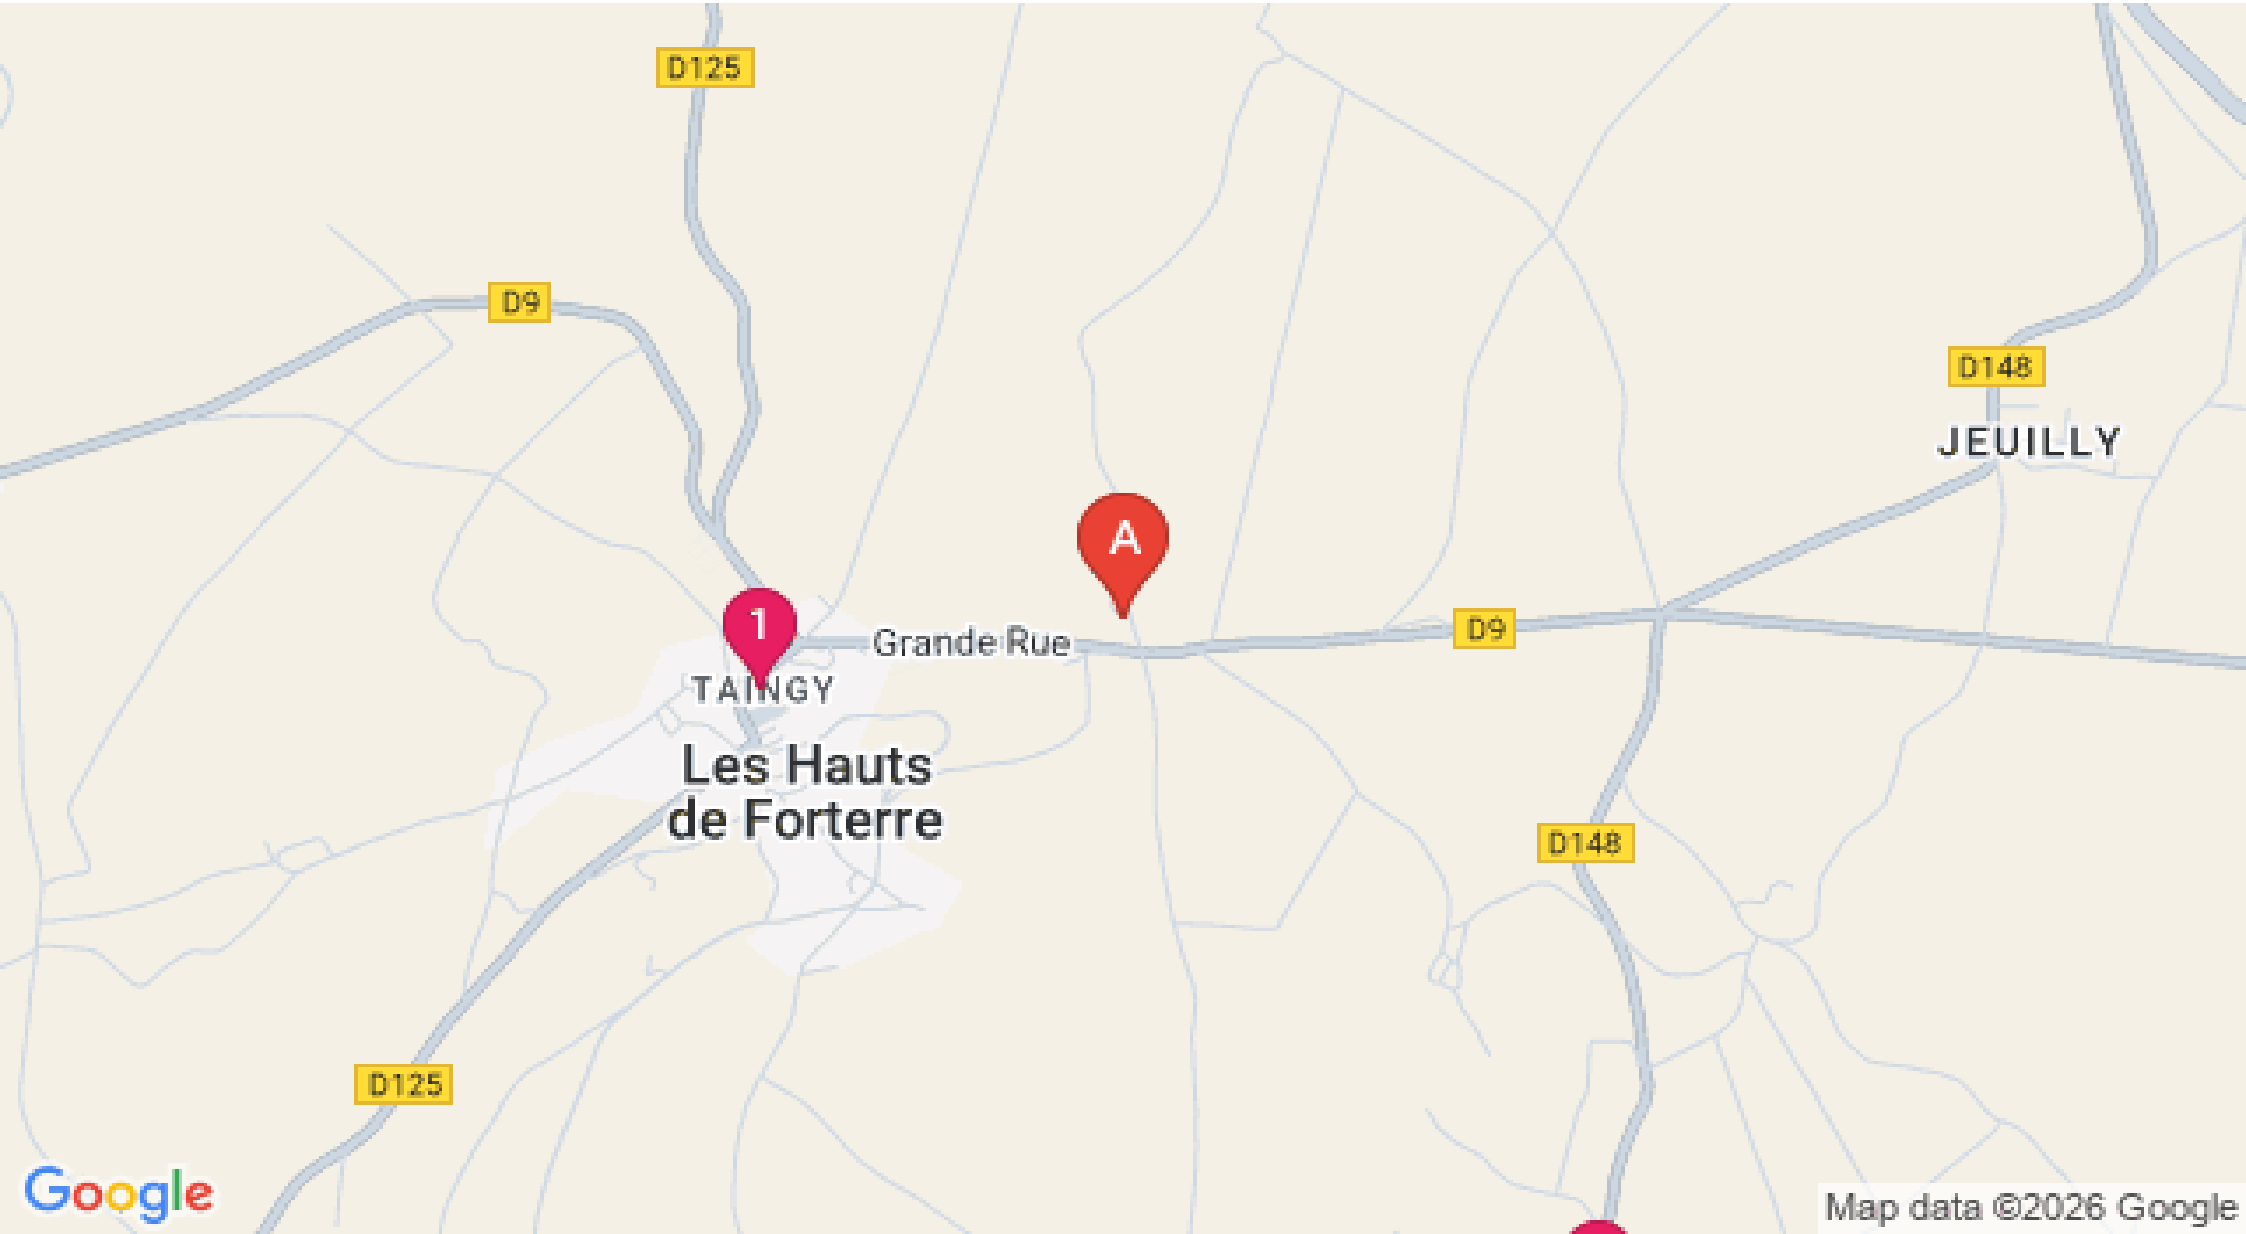 D125
D9
D148
JEUILLY
A
1
Grande Rue
D9
TAINGY
Les Hauts
de Forterre
D148
D125
Google
Map data ©2026 Google